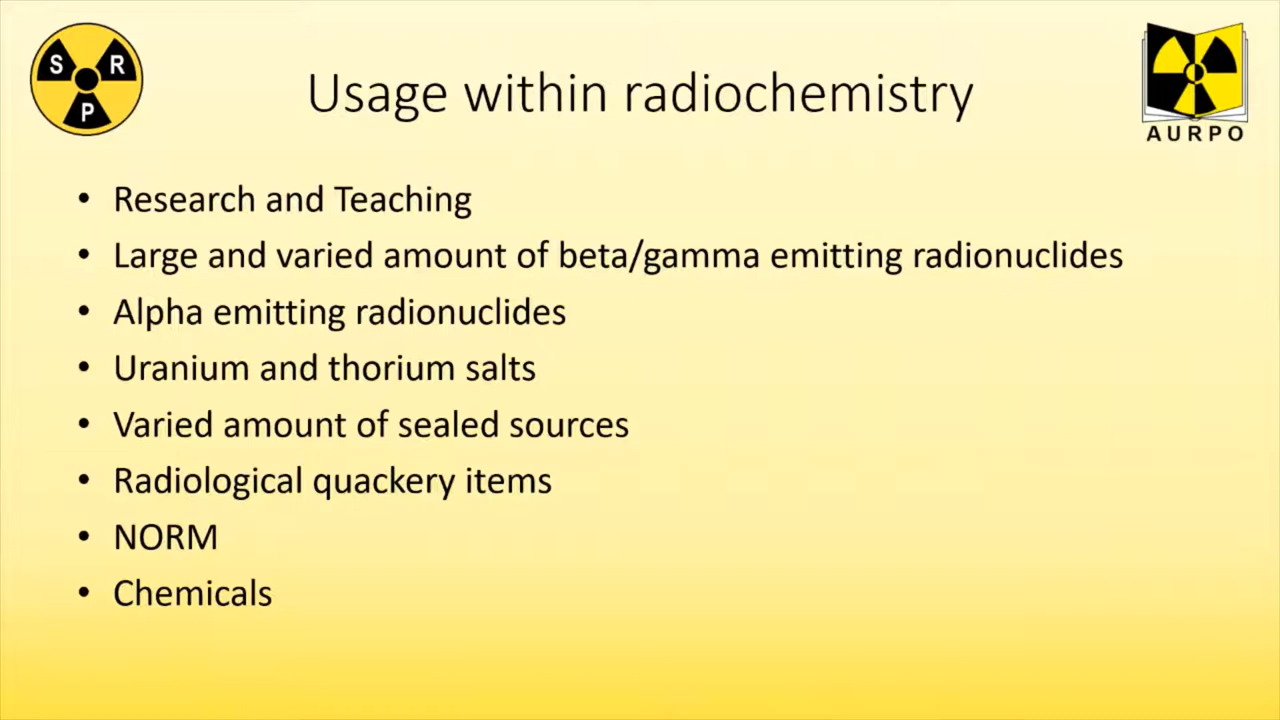 S R
P
Usage within radiochemistry
AURPO
• Research and Teaching
• Large and varied amount of beta/gamma emitting radionuclides
• Alpha emitting radionuclides
• Uranium and thorium salts
• Varied amount of sealed sources
• Radiological quackery items
• NORM
• Chemicals